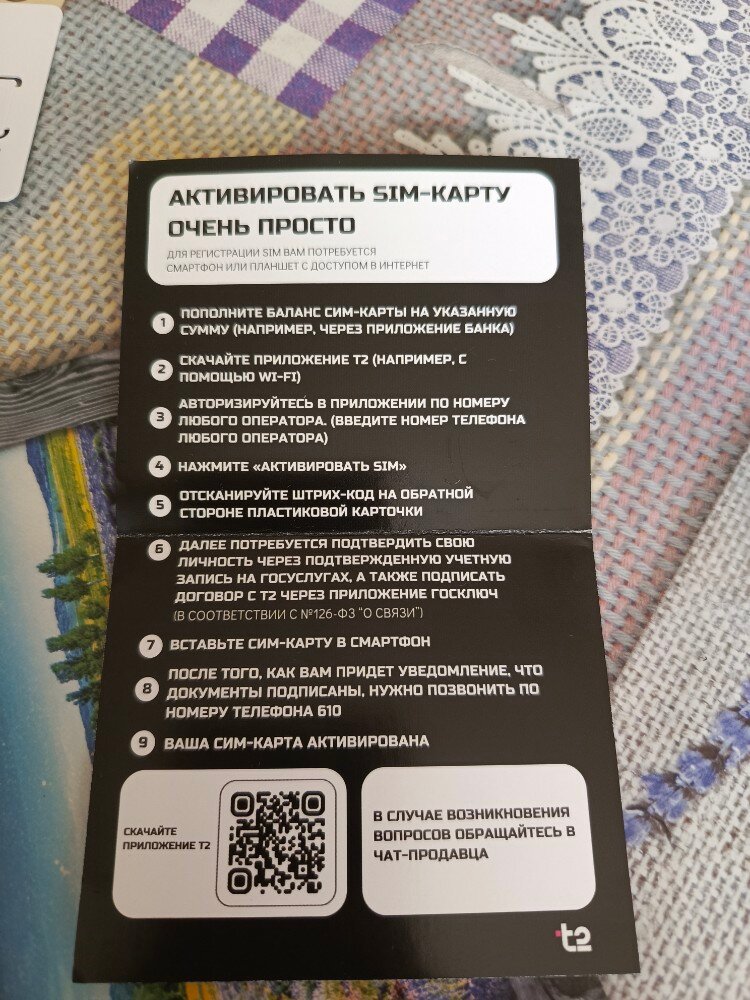 АКТИВИРОВАТЬ SIM-КАРТУ
ОЧЕНЬ ПРОСТО
ДЛЯ РЕГИСТРАЦИИ SIM ВАМ ПОТРЕБУЕТСЯ
СМАРТФОН ИЛИ ПЛАНШЕТ С ДОСТУПОМ В ИНТЕРНЕТ
1 ПОПОЛНИТЕ БАЛАНС СИМ-КАРТЫ НА УКАЗАННУЮ
СУММУ (НАПРИМЕР, ЧЕРЕЗ ПРИЛОЖЕНИЕ БАНКА)
2 СКАЧАЙТЕ ПРИЛОЖЕНИЕ Т2 (НАПРИМЕР, С
ПОМОЩЬЮ WI-FI)
3 АВТОРИЗИРУЙТЕСЬ В ПРИЛОЖЕНИИ ПО НОМЕРУ
ЛЮБОГО ОПЕРАТОРА. (ВВЕДИТЕ НОМЕР ТЕЛЕФОНА
ЛЮБОГО ОПЕРАТОРА)
4 НАЖМИТЕ «АКТИВИРОВАТЬ SIM»
5 ОТСКАНИРУЙТЕ ШТРИХ-КОД НА ОБРАТНОЙ
СТОРОНЕ ПЛАСТИКОВОЙ КАРТОЧКИ
6 ДАЛЕЕ ПОТРЕБУЕТСЯ ПОДТВЕРДИТЬ СВОЮ
ЛИЧНОСТЬ ЧЕРЕЗ ПОДТВЕРЖДЕННУЮ УЧЕТНУЮ
ЗАПИСЬ НА ГОСУСЛУГАХ, А ТАКЖЕ ПОДПИСАТЬ
ДОГОВОР С Т2 ЧЕРЕЗ ПРИЛОЖЕНИЕ ГОСКЛЮЧ
(В СООТВЕТСТВИИ С №126-ФЗ "О СВЯЗИ")
7 ВСТАВЬТЕ СИМ-КАРТУ В СМАРТФОН
8 ПОСЛЕ ТОГО, КАК ВАМ ПРИДЕТ УВЕДОМЛЕНИЕ, ЧТО
ДОКУМЕНТЫ ПОДПИСАНЫ, НУЖНО ПОЗВОНИТЬ ПО
НОМЕРУ ТЕЛЕФОНА 610
9 ВАША СИМ-КАРТА АКТИВИРОВАНА
СКАЧАЙТЕ
ПРИЛОЖЕНИЕ Т2
В СЛУЧАЕ ВОЗНИКНОВЕНИЯ
ВОПРОСОВ ОБРАЩАЙТЕСЬ В
ЧАТ-ПРОДАВЦА
t2